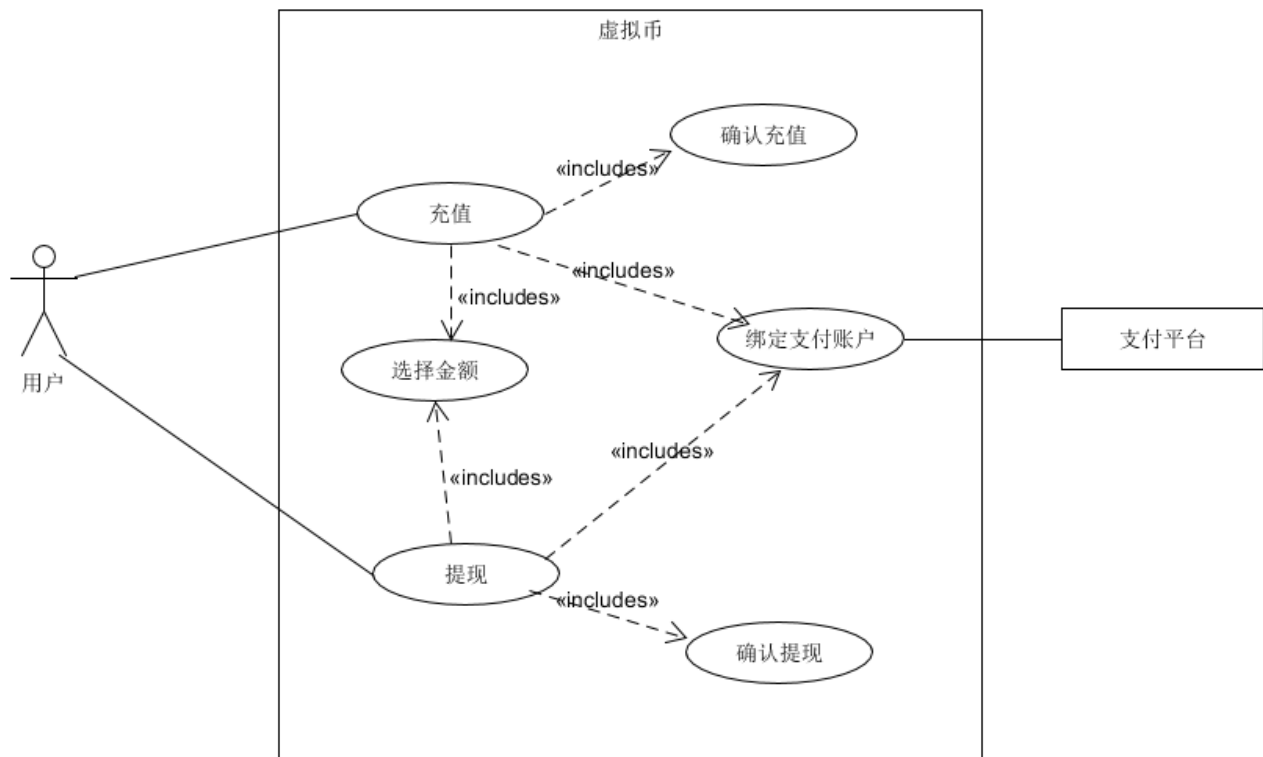 虚拟币
确认充值
«includes»
充值
«includes»
«includes»
绑定支付账户
支付平台
选择金额
用户
«includes»
«includes»
提现
«includes»
确认提现